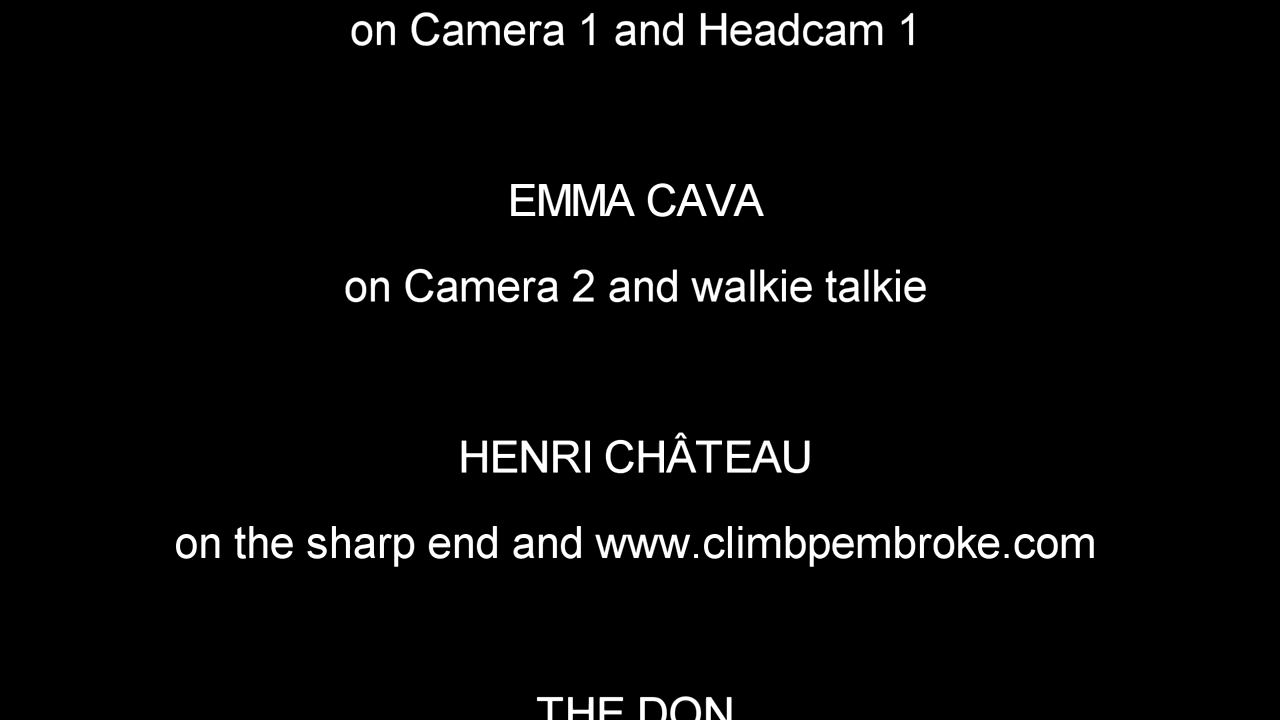 on Camera 1 and Headcam 1
EMMA CAVA
on Camera 2 and walkie talkie
HENRI CHÂTEAU
on the sharp end and www.climbpembroke.com
THE DON